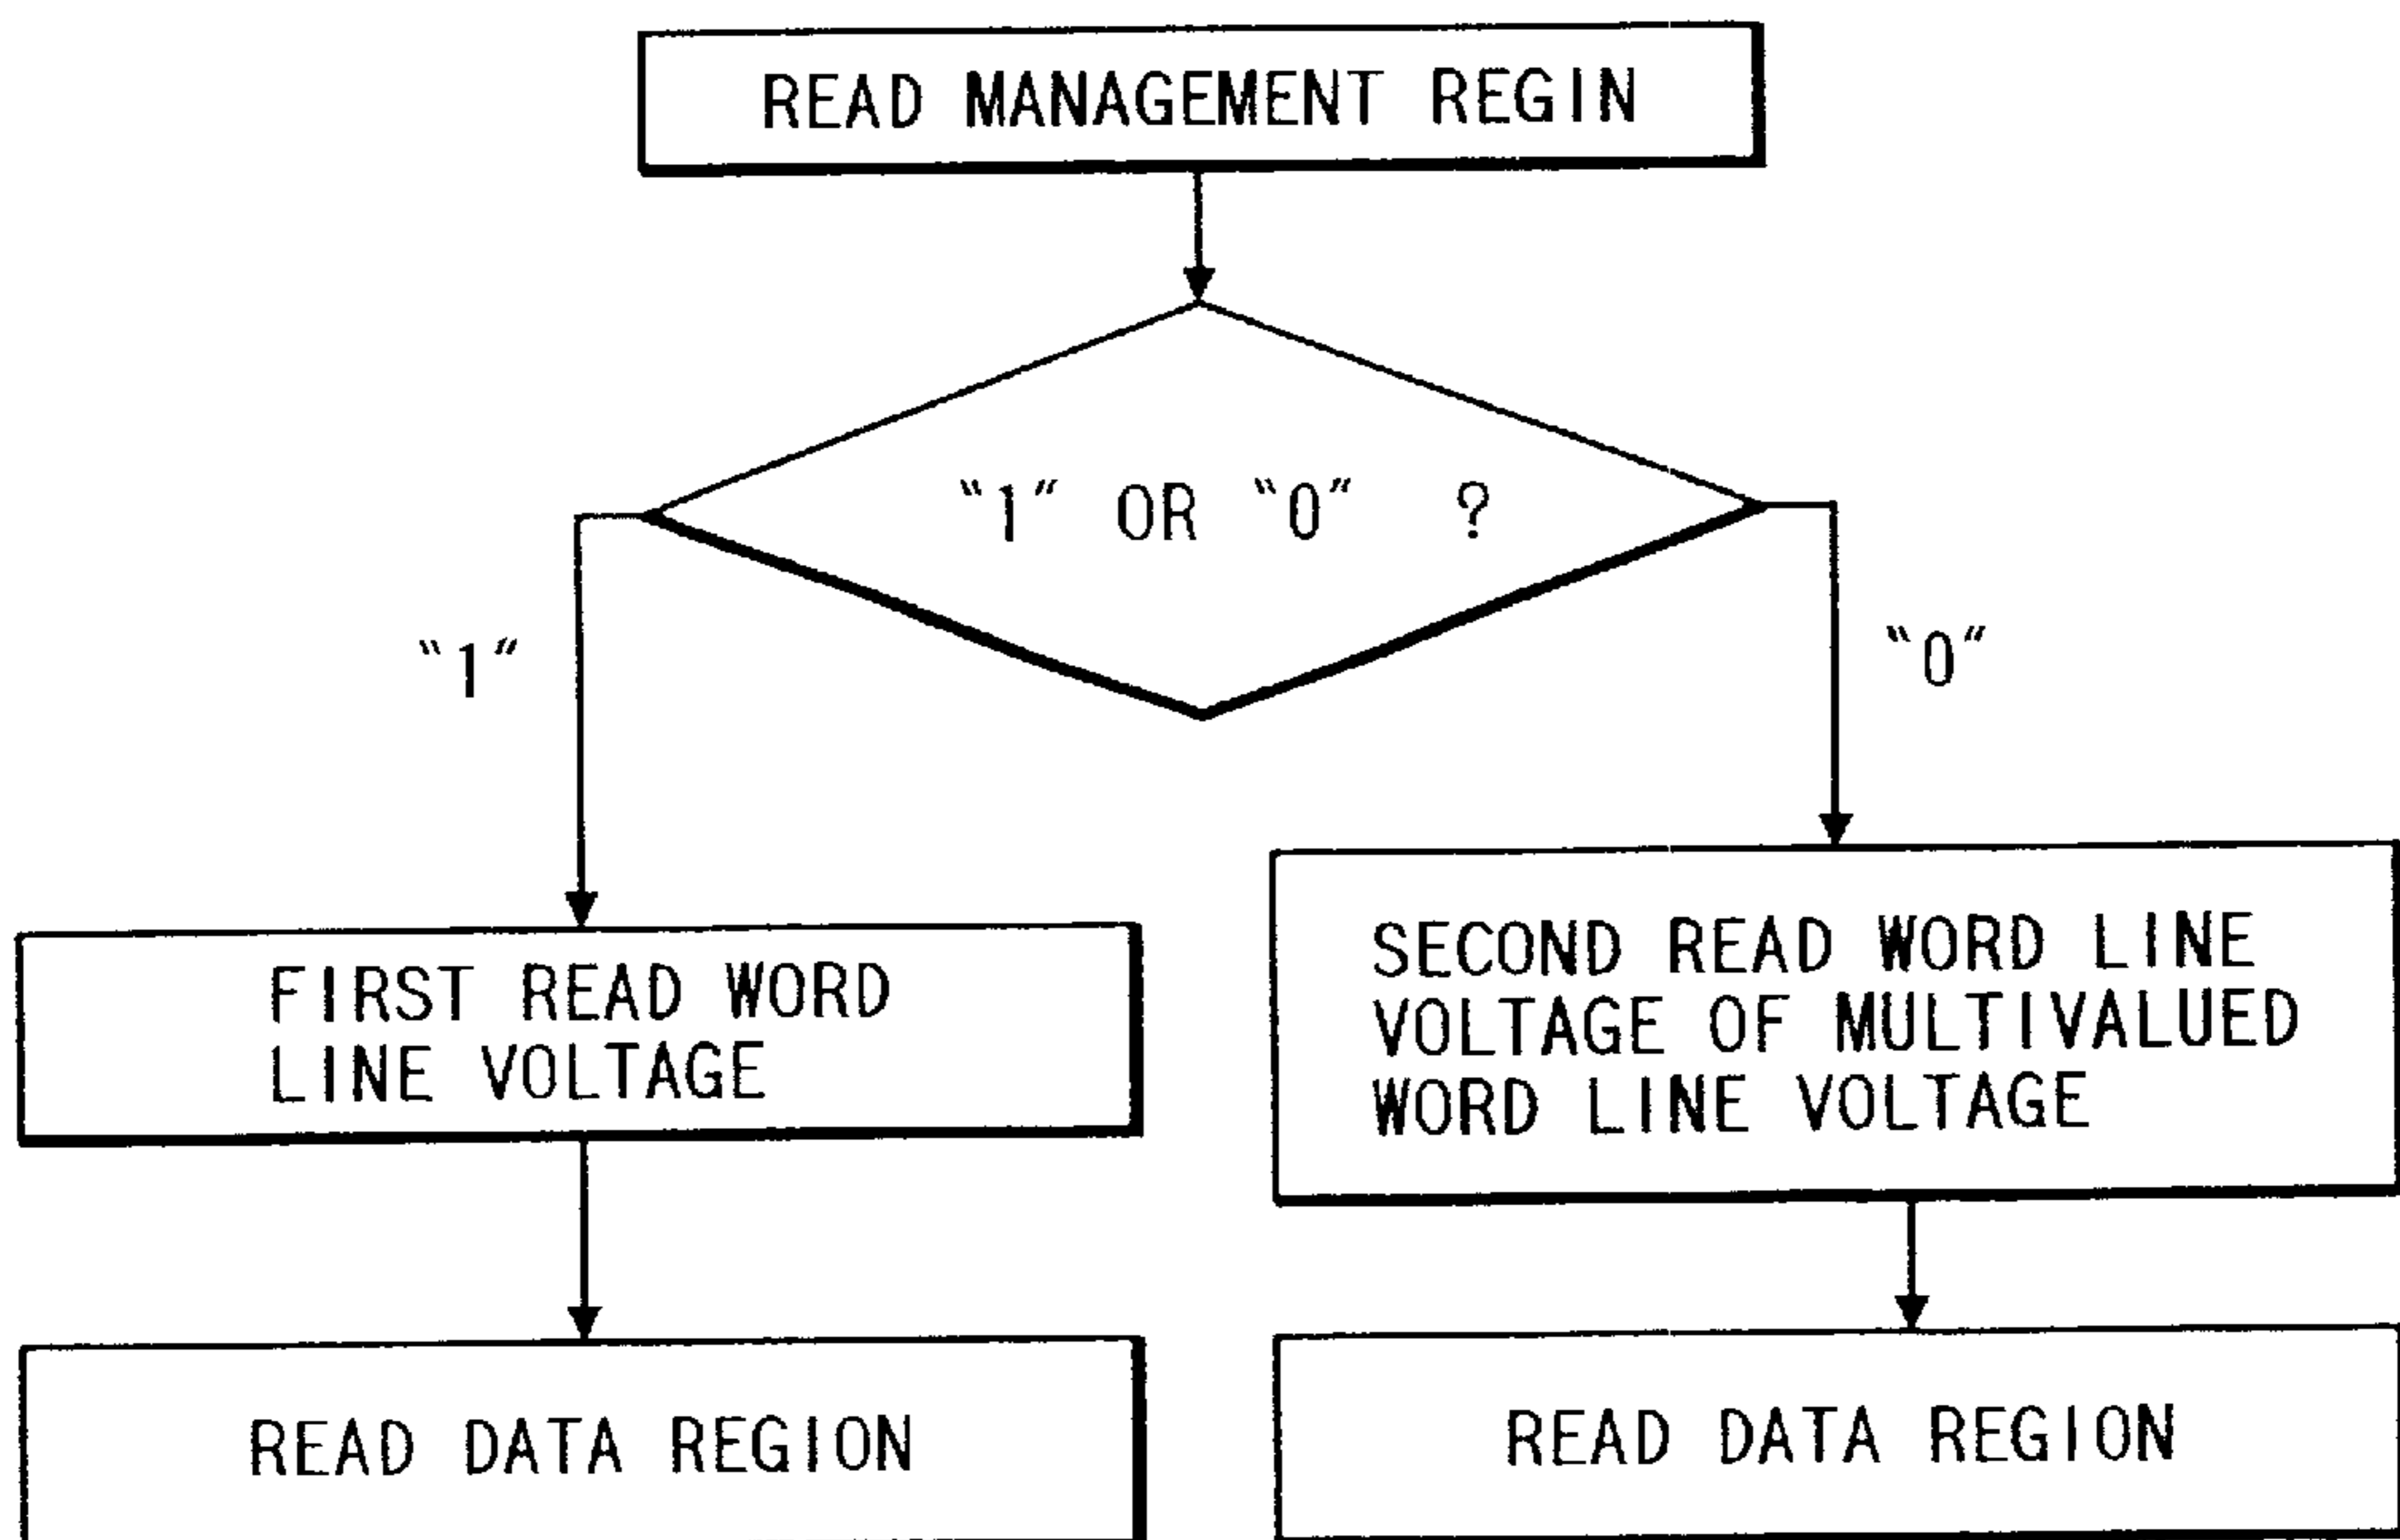 READ MANAGEMENT REGIN
“1” OR “0” ?
“1”
“0”
FIRST READ WORD
LINE VOLTAGE
SECOND READ WORD LINE
VOLTAGE OF MULTIVALUED
WORD LINE VOLTAGE
READ DATA REGION
READ DATA REGION